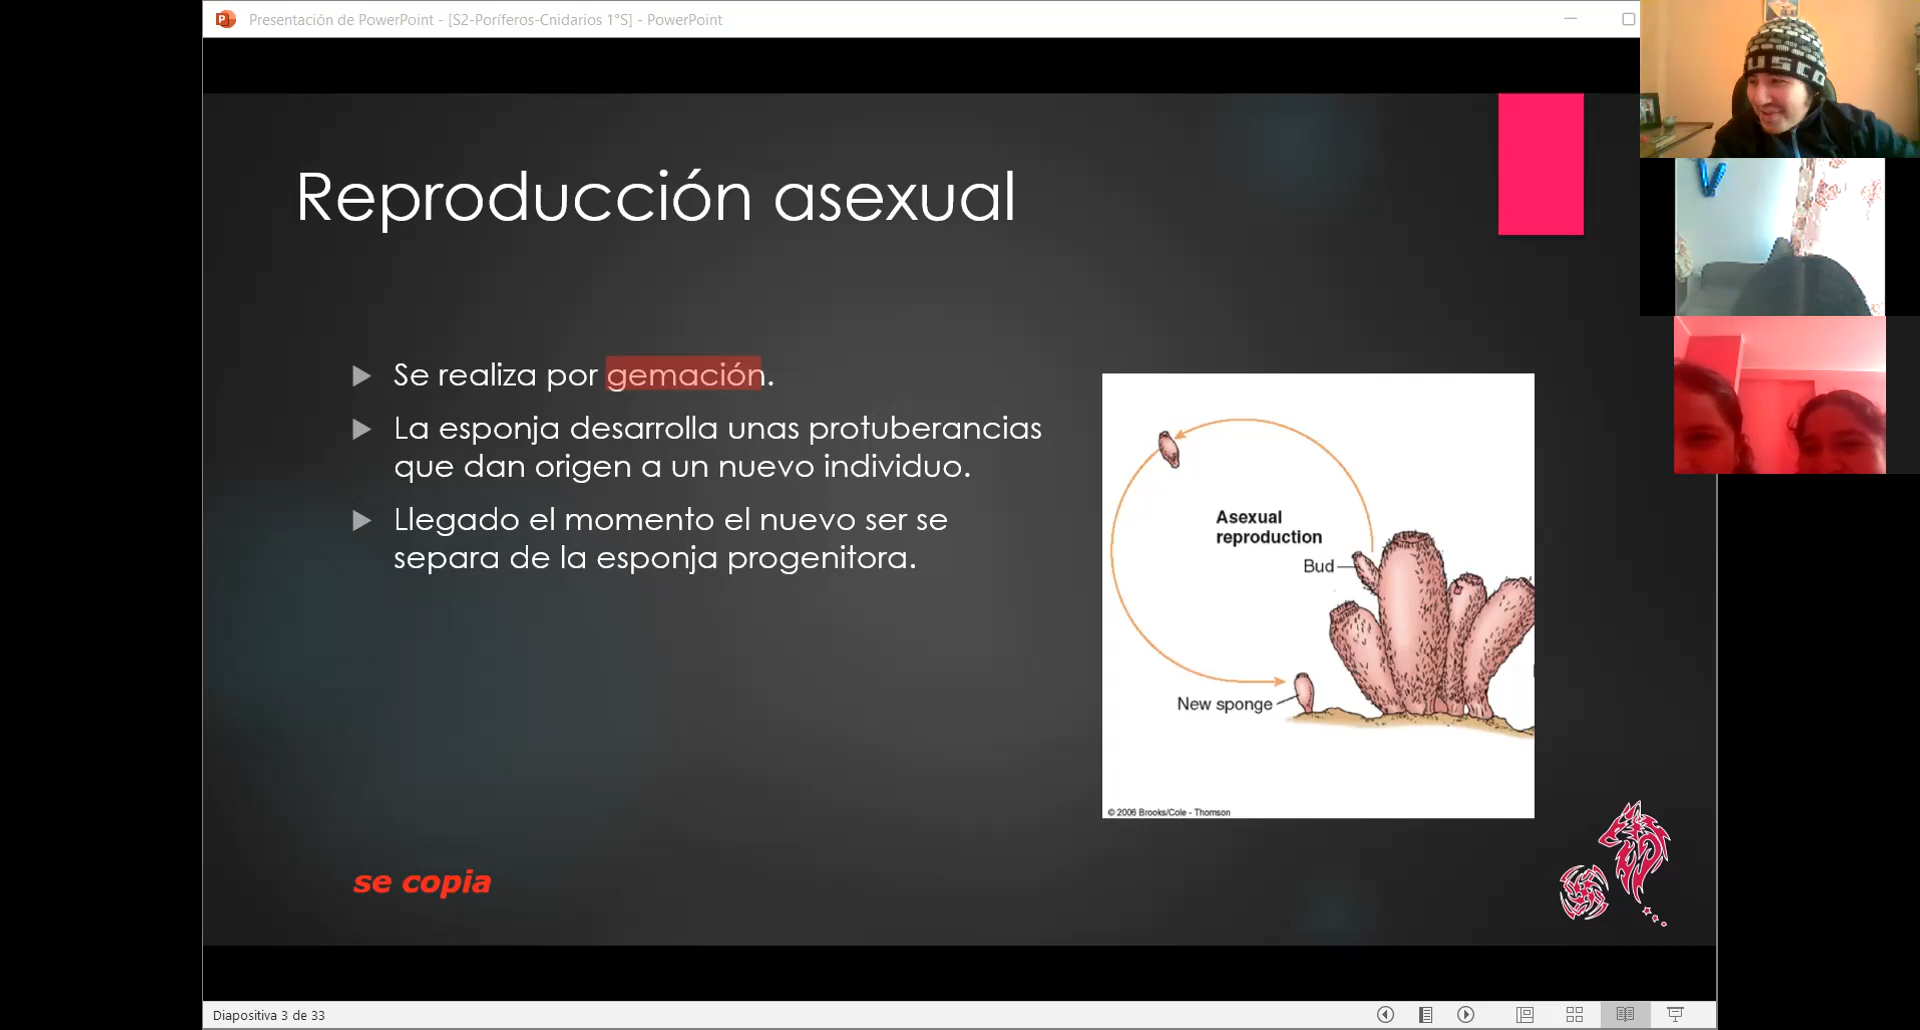 Presentación de PowerPoint - [S2-Poríferos-Cnidarios 1°S] - PowerPoint
USCO
Reproducción asexual
Se realiza por gemación.
La esponja desarrolla unas protuberancias
que dan origen a un nuevo individuo.
Llegado el momento el nuevo ser se
separa de la esponja progenitora.
Asexual
reproduction
Bud
New sponge
© 2006 Brooks/Cole - Thomson
se copia
Diapositiva 3 de 33